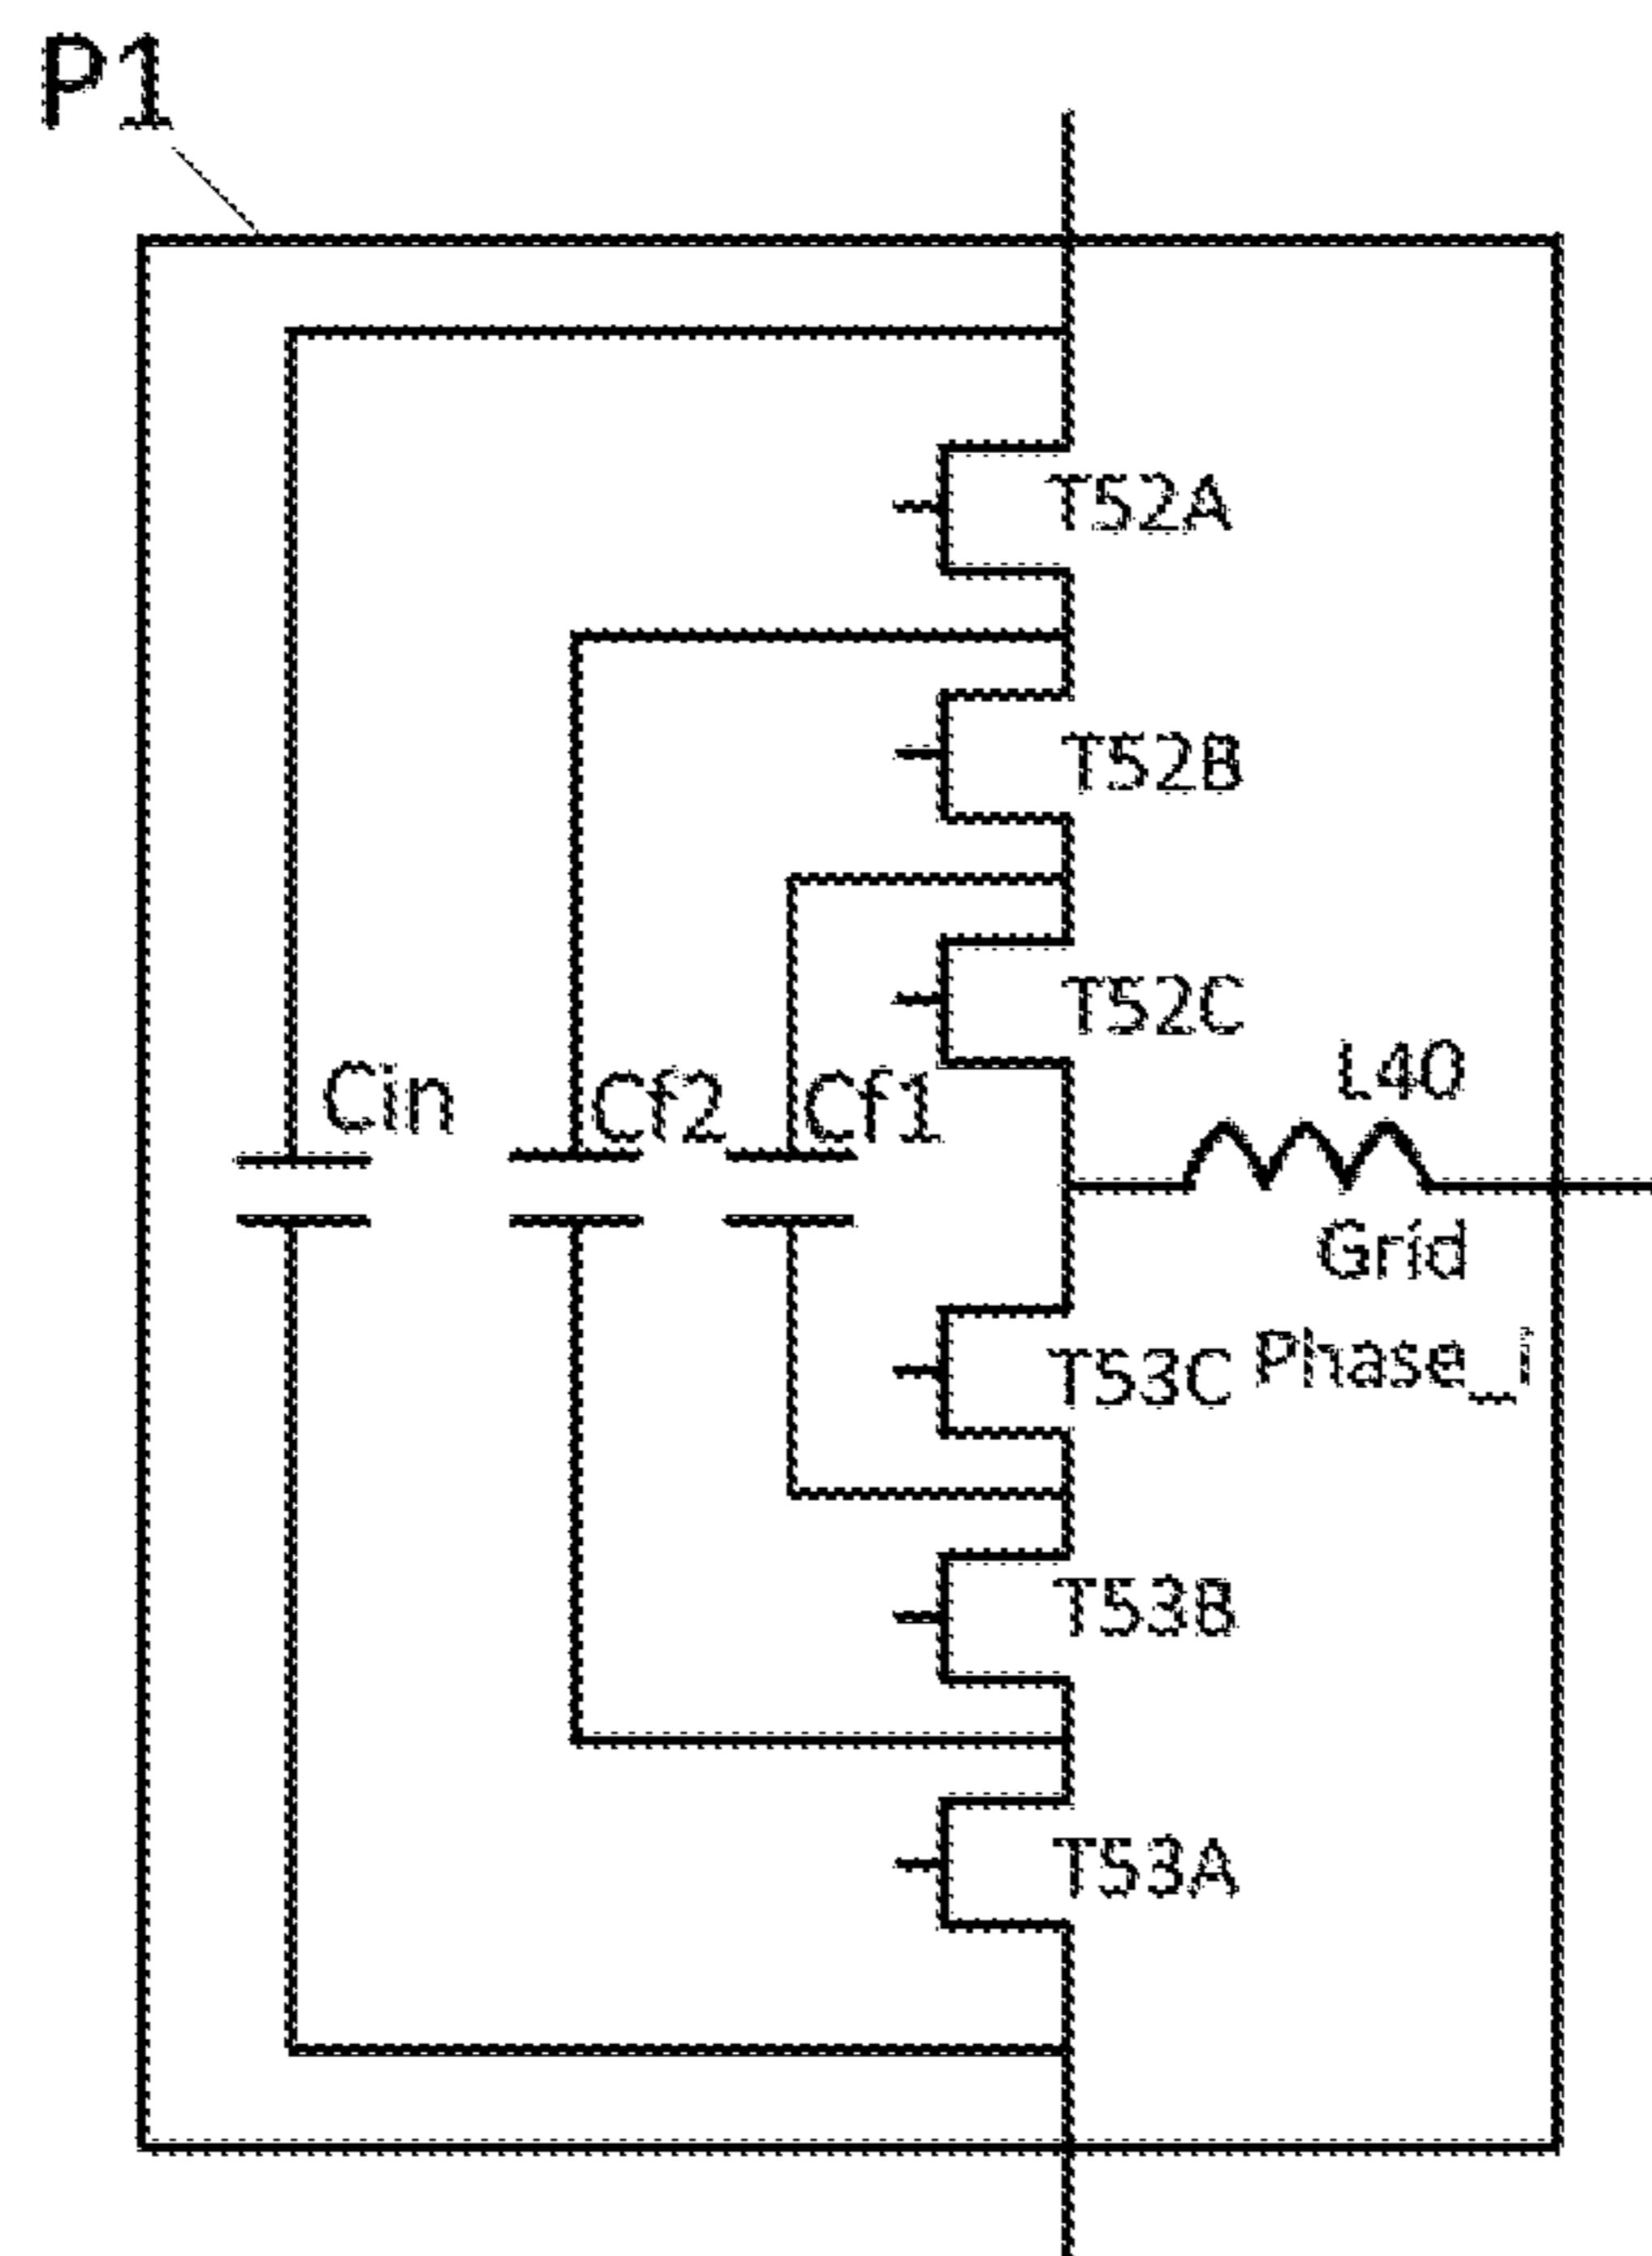 P1
T52A
T52B
T52C
L40
Cin
Cf2
Cf1
Grid
Phase_i
T53C
T53B
T53A